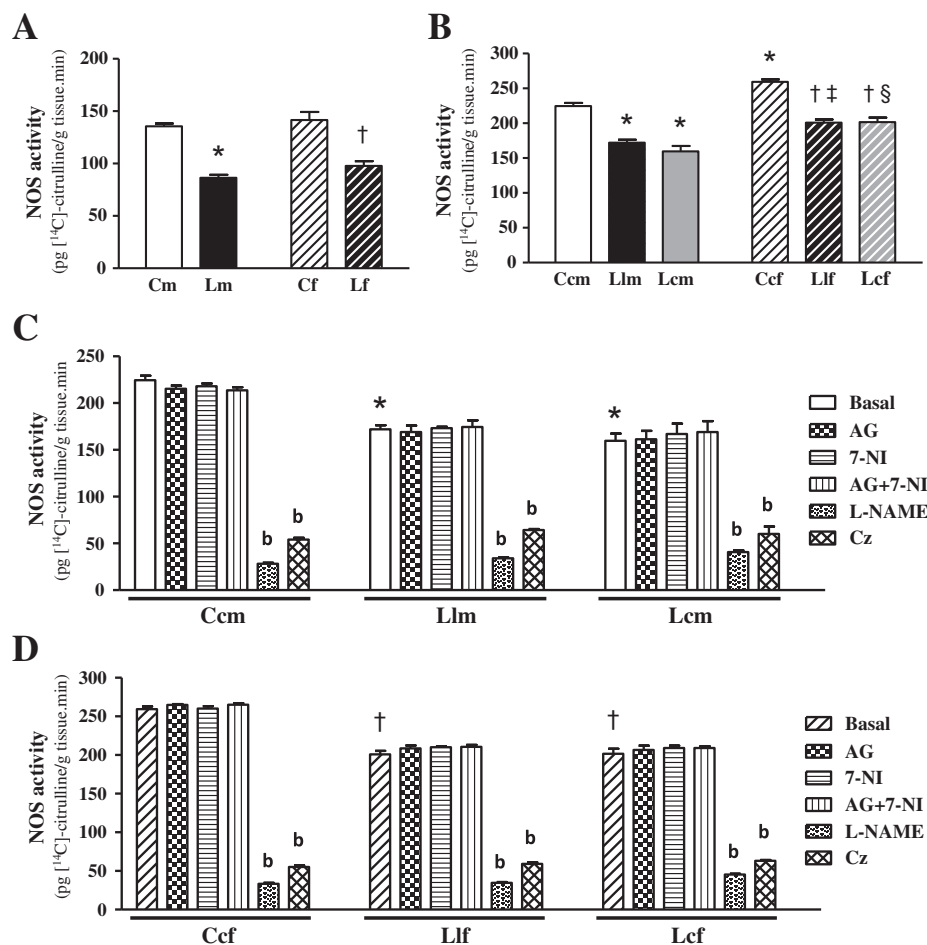 A
NOS activity
(pg [14C]-citrulline/g tissue.min)
200
150
100
50
0
*
†
Cm Lm Cf Lf
B
NOS activity
(pg [14C]-citrulline/g tissue.min)
300
250
200
150
100
50
0
*
* *
† ‡ † §
Ccm Llm Lcm Ccf Llf Lcf
C
NOS activity
(pg [14C]-citrulline/g tissue.min
250
200
150
100
50
0
* *
b b b b b b
Ccm Llm Lcm
Basal
AG
7-NI
AG+7-NI
L-NAME
Cz
D
NOS activity
(pg [14C]-citrulline/g tissue.min)
300
250
200
150
100
50
0
† †
b b b b b b
Ccf Llf Lcf
Basal
AG
7-NI
AG+7-NI
L-NAME
Cz